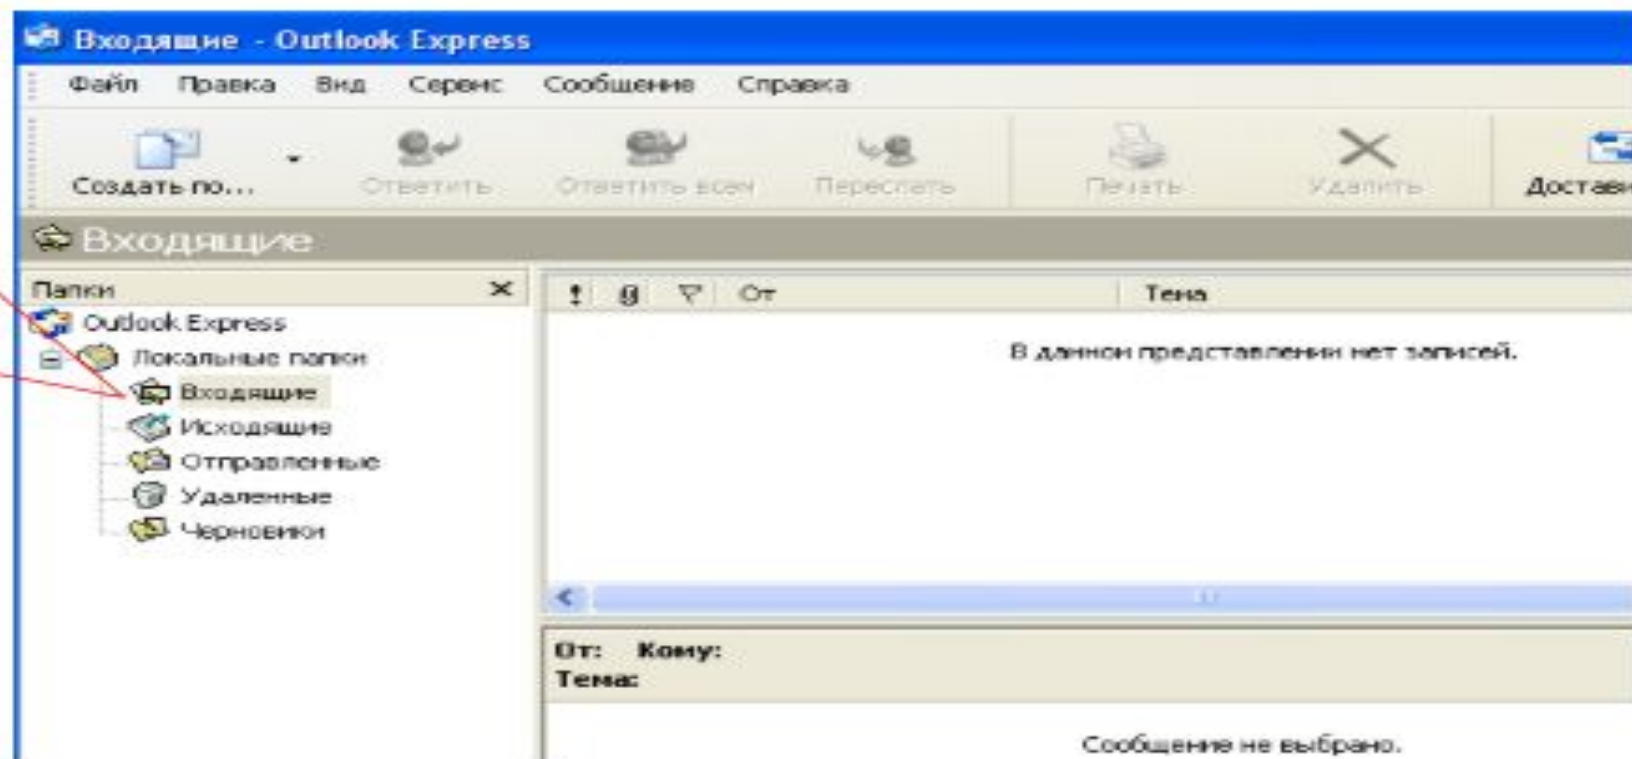 Входящие - Outlook Express
Файл Правка Вид Сервис Сообщение Справка
Создать по... Ответить Ответить всем Переслать Печать Удалить Достави
Входящие
Папки
От Тема
Outlook Express
В данном представлении нет записей.
Локальные папки
Входящие
Исходящие
Отправленные
Удаленные
Черновики
От: Кому:
Тема:
Сообщение не выбрано.